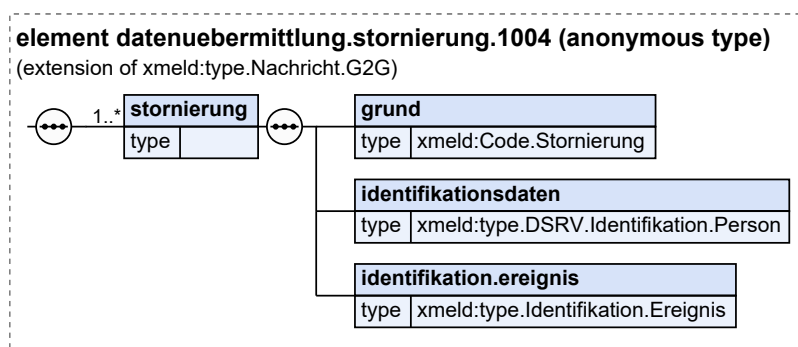 element datenuebermittlung.stornierung.1004 (anonymous type)
(extension of xmeld:type.Nachricht.G2G)
1..*
stornierung
type
grund
type xmeld:Code.Stornierung
identifikationsdaten
type xmeld:type.DSRV.Identifikation.Person
identifikation.ereignis
type xmeld:type.Identifikation.Ereignis